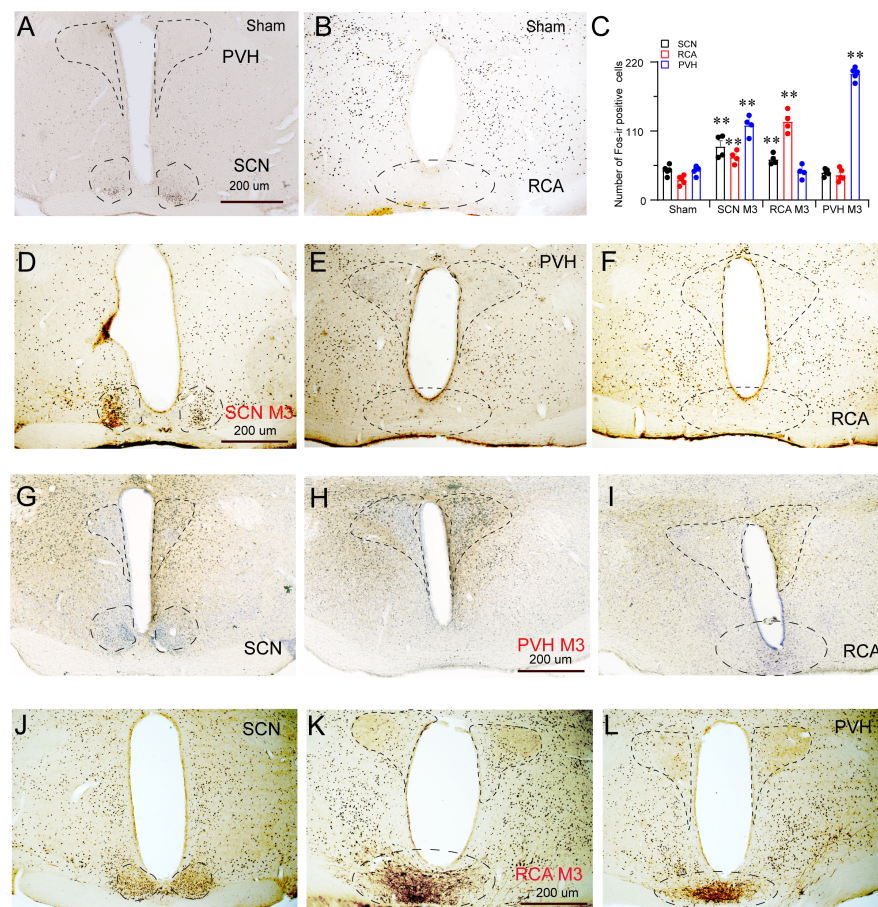 A
Sham
PVH
SCN
200 um
B
Sham
RCA
C
SCN
RCA
PVH
Number of Fos-ir positive cells
220
110
0
**
**
**
**
**
**
Sham
SCN M3
RCA M3
PVH M3
D
SCN M3
200 um
E
PVH
F
RCA
G
SCN
H
PVH M3
200 um
I
RCA
J
SCN
K
RCA M3
200 um
L
PVH